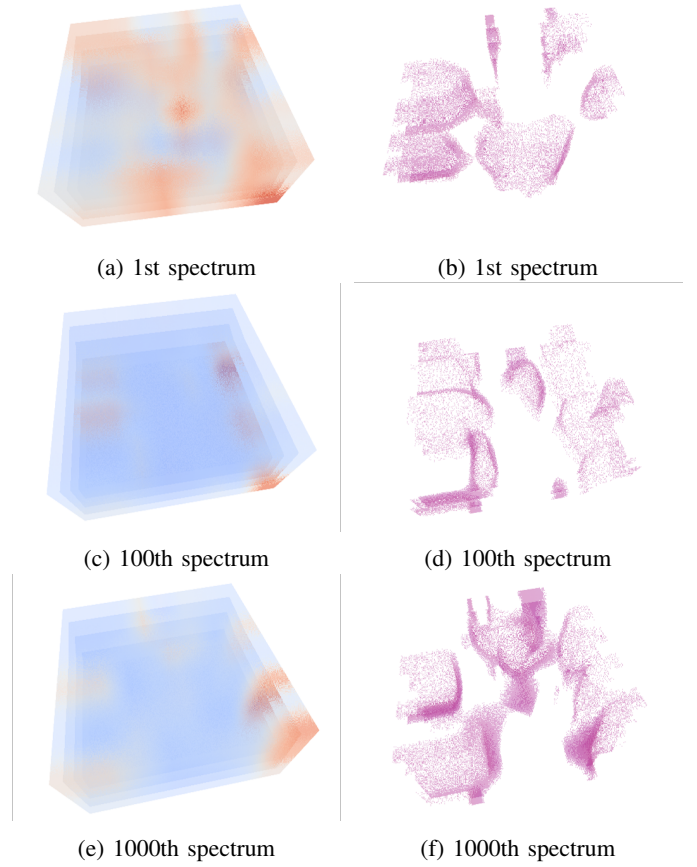 (a) 1st spectrum
(b) 1st spectrum
(c) 100th spectrum
(d) 100th spectrum
(e) 1000th spectrum
(f) 1000th spectrum